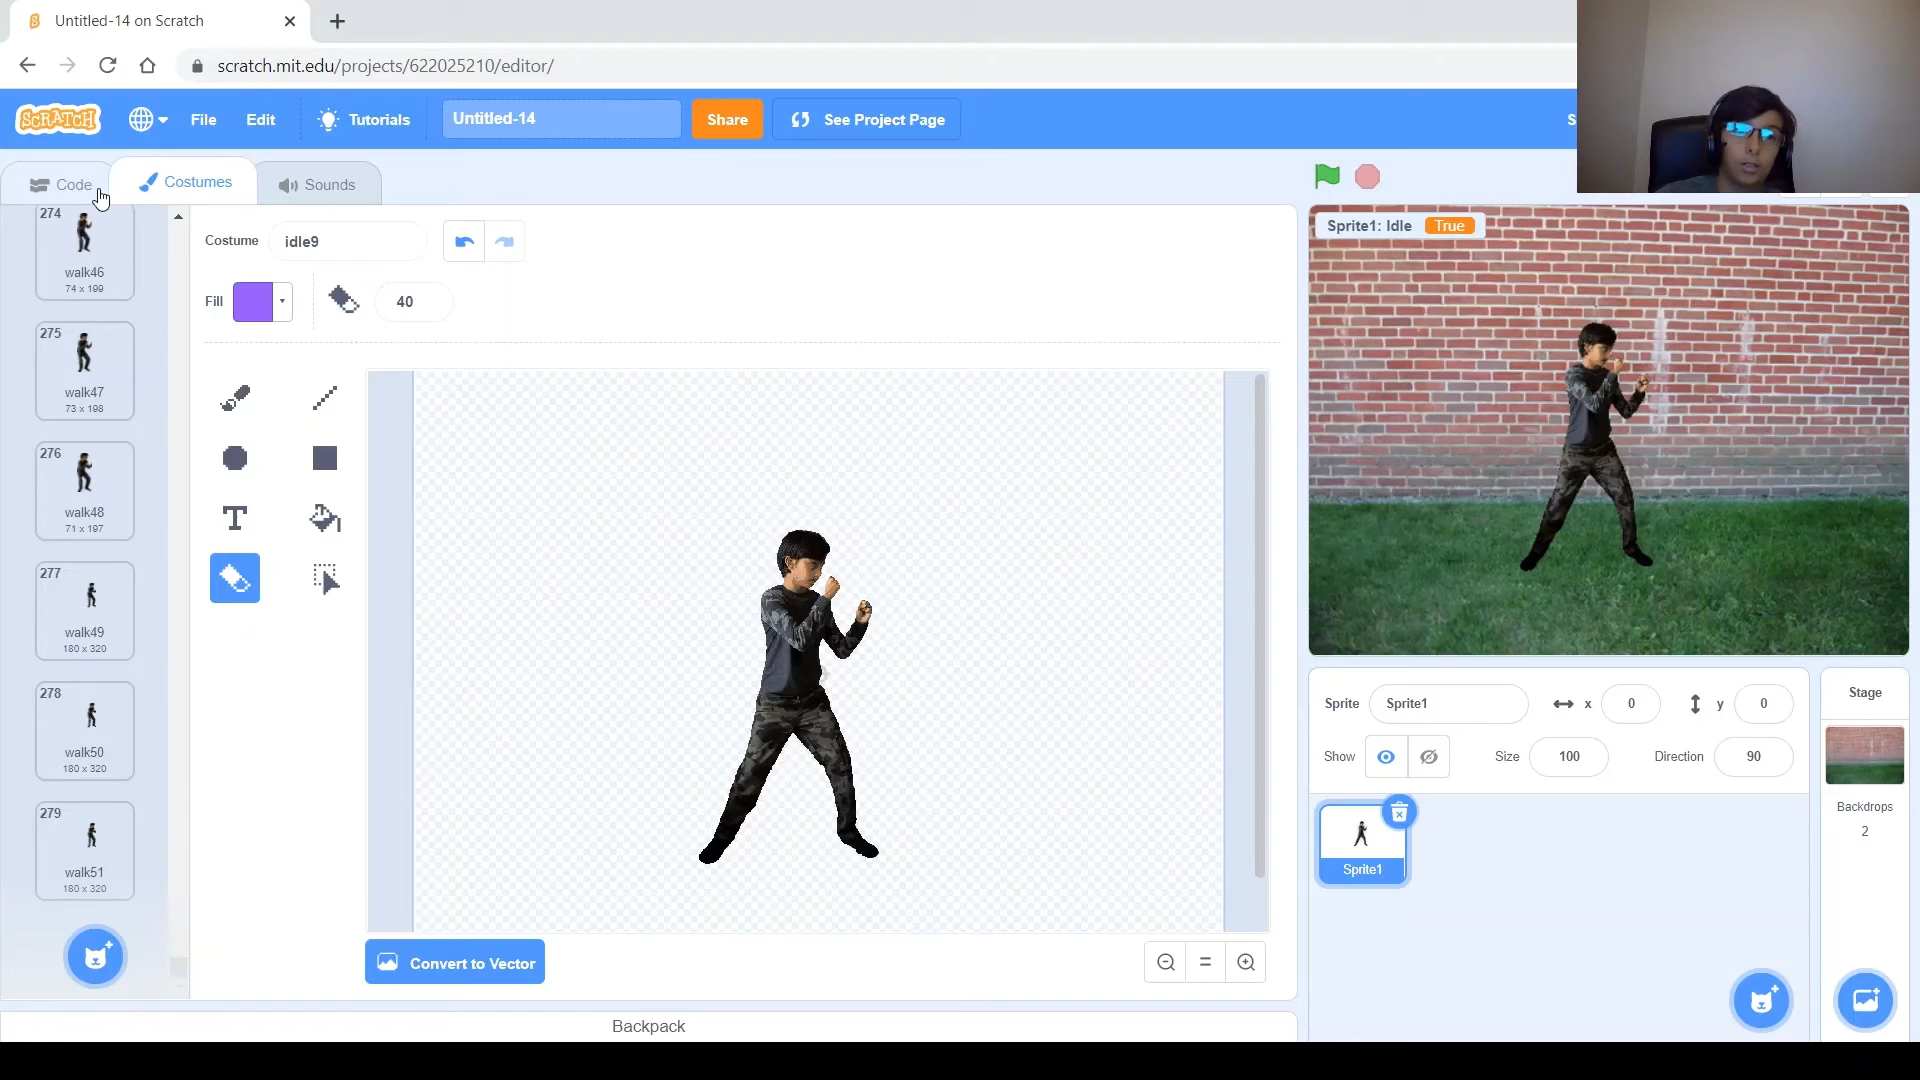 Untitled-14 on Scratch
scratch.mit.edu/projects/622025210/editor/
SCRATCH
File
Edit
Tutorials
Untitled-14
Share
See Project Page
S
Code
Costumes
Sounds
274
walk46
74 x 199
275
walk47
73 x 198
276
walk48
71 x 197
277
walk49
180 x 320
278
walk50
180 x 320
279
walk51
180 x 320
Costume
idle9
Fill
40
T
Convert to Vector
Backpack
Sprite1: Idle True
Sprite
Sprite1
x
0
y
0
Show
Size
100
Direction
90
Sprite1
Stage
Backdrops
2